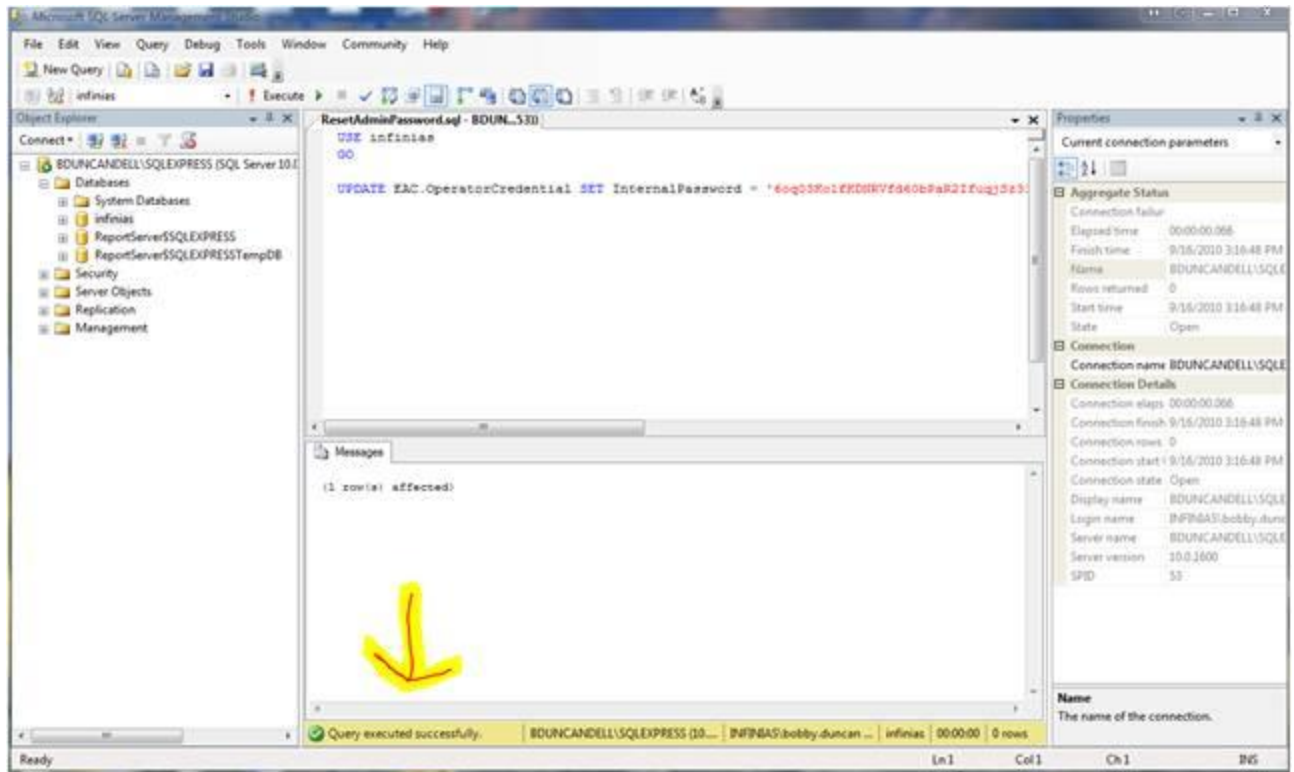 Microsoft SQL Server Management Studio
File Edit View Query Debug Tools Window Community Help
New Query
infinias Execute
Object Explorer
Connect
BDUNCANDELL\SQLEXPRESS (SQL Server 10.0
Databases
System Databases
infinias
ReportServer$SQLEXPRESS
ReportServer$SQLEXPRESSTempDB
Security
Server Objects
Replication
Management
ResetAdminPassword.sql - BDUN...53))
USE infinias
GO
UPDATE EAC.OperatorCredential SET InternalPassword =
Messages
(1 row(s) affected)
Query executed successfully. BDUNCANDELL\SQLEXPRESS (10.... INFINIAS\bobby.duncan ... infinias 00:00:00 0 rows
Properties
Current connection parameters
Aggregate Status
Connection failur
Elapsed time 00:00:00.066
Finish time 9/16/2010 3:16:48 PM
Name BDUNCANDELL\SQLE
Rows returned 0
Start time 9/16/2010 3:16:48 PM
State Open
Connection
Connection name BDUNCANDELL\SQLE
Connection Details
Connection elaps 00:00:00.066
Connection finish 9/16/2010 3:16:48 PM
Connection rows 0
Connection start 9/16/2010 3:16:48 PM
Connection state Open
Display name BDUNCANDELL\SQLE
Login name INFINIAS\bobby.dunc
Server name BDUNCANDELL\SQLE
Server version 10.0.1600
SPID 53
Name
The name of the connection.
Ready Ln 1 Col 1 Ch 1 INS